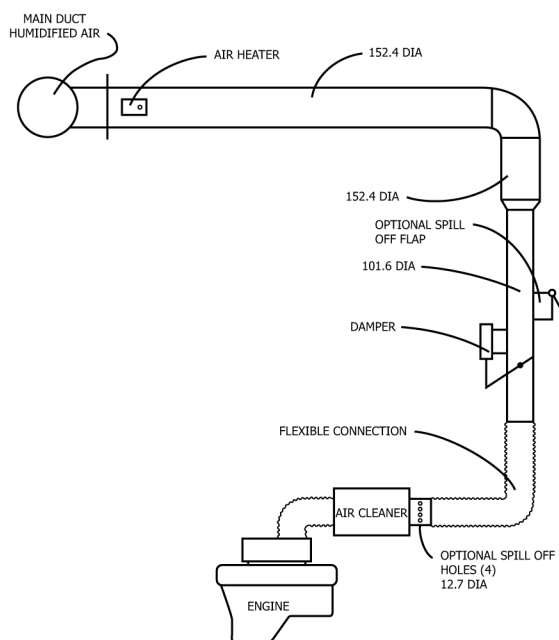 MAIN DUCT
HUMIDIFIED AIR
AIR HEATER
152.4 DIA
152.4 DIA
OPTIONAL SPILL
OFF FLAP
101.6 DIA
DAMPER
FLEXIBLE CONNECTION
AIR CLEANER
OPTIONAL SPILL OFF
HOLES (4)
12.7 DIA
ENGINE